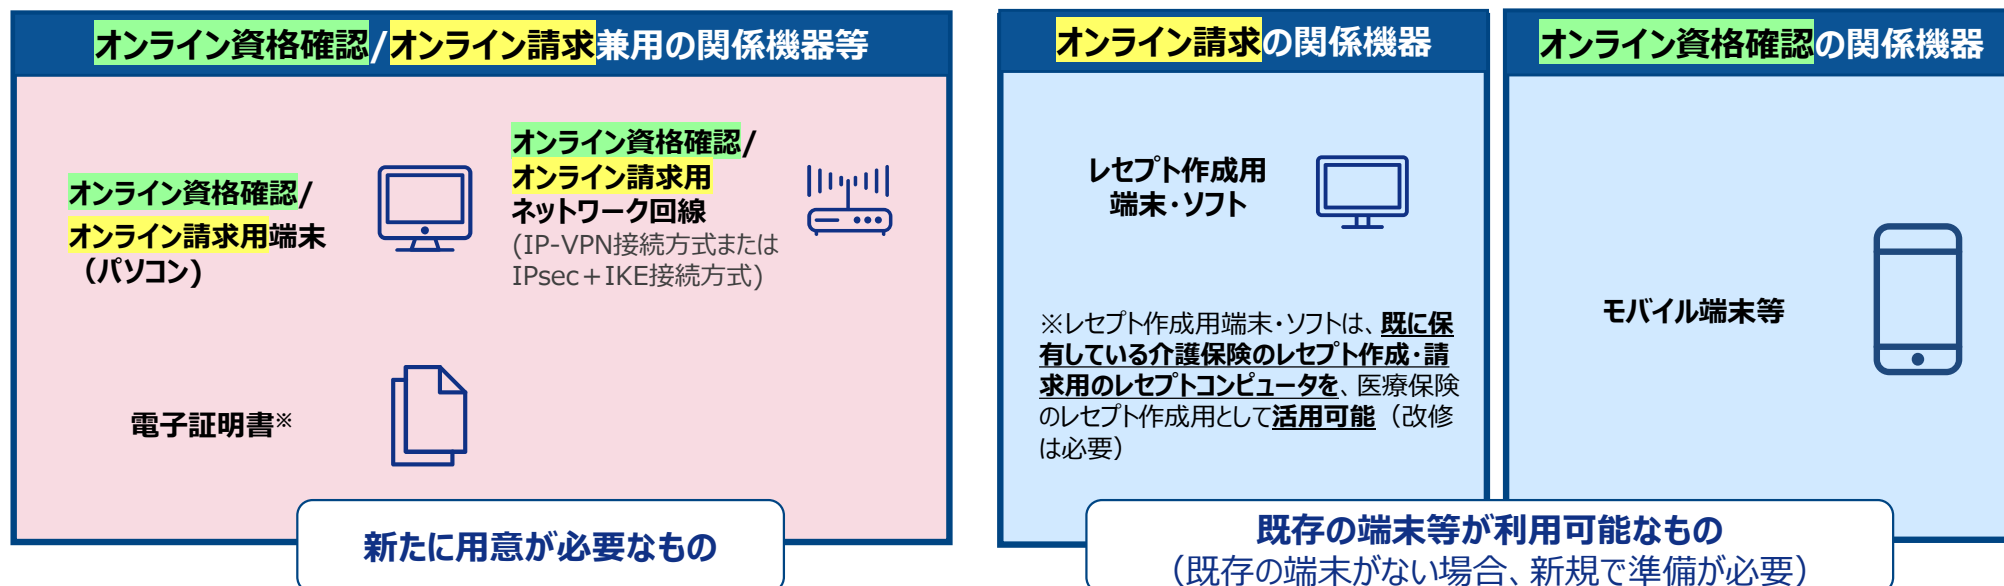 オンライン資格確認/オンライン請求兼用の関係機器等
オンライン資格確認/
オンライン請求用端末
（パソコン)
オンライン資格確認/
オンライン請求用
ネットワーク回線
(IP-VPN接続方式または
IPsec＋IKE接続方式)
電子証明書※
新たに用意が必要なもの
オンライン請求の関係機器
レセプト作成用
端末・ソフト
※レセプト作成用端末・ソフトは、既に保
有している介護保険のレセプト作成・請
求用のレセプトコンピュータを、医療保険
のレセプト作成用として活用可能（改修
は必要）
オンライン資格確認の関係機器
モバイル端末等
既存の端末等が利用可能なもの
（既存の端末がない場合、新規で準備が必要）